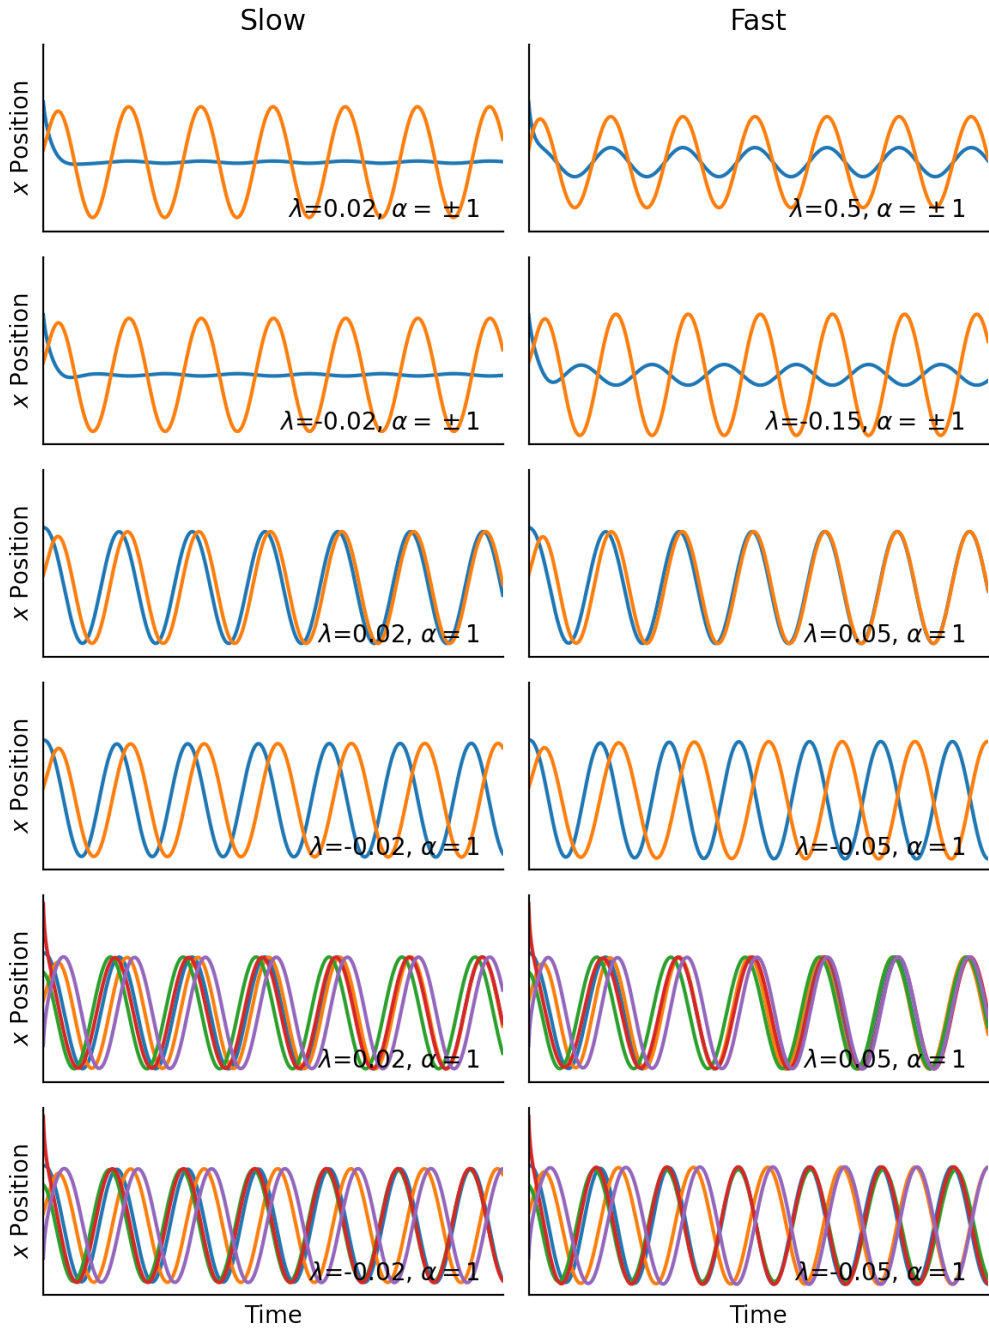 Slow Fast
x Position
λ=0.02, α = ±1 λ=0.5, α = ±1
x Position
λ=-0.02, α = ±1 λ=-0.15, α = ±1
x Position
λ=0.02, α = 1 λ=0.05, α = 1
x Position
λ=-0.02, α = 1 λ=-0.05, α = 1
x Position
λ=0.02, α = 1 λ=0.05, α = 1
x Position
λ=-0.02, α = 1 λ=-0.05, α = 1
Time Time